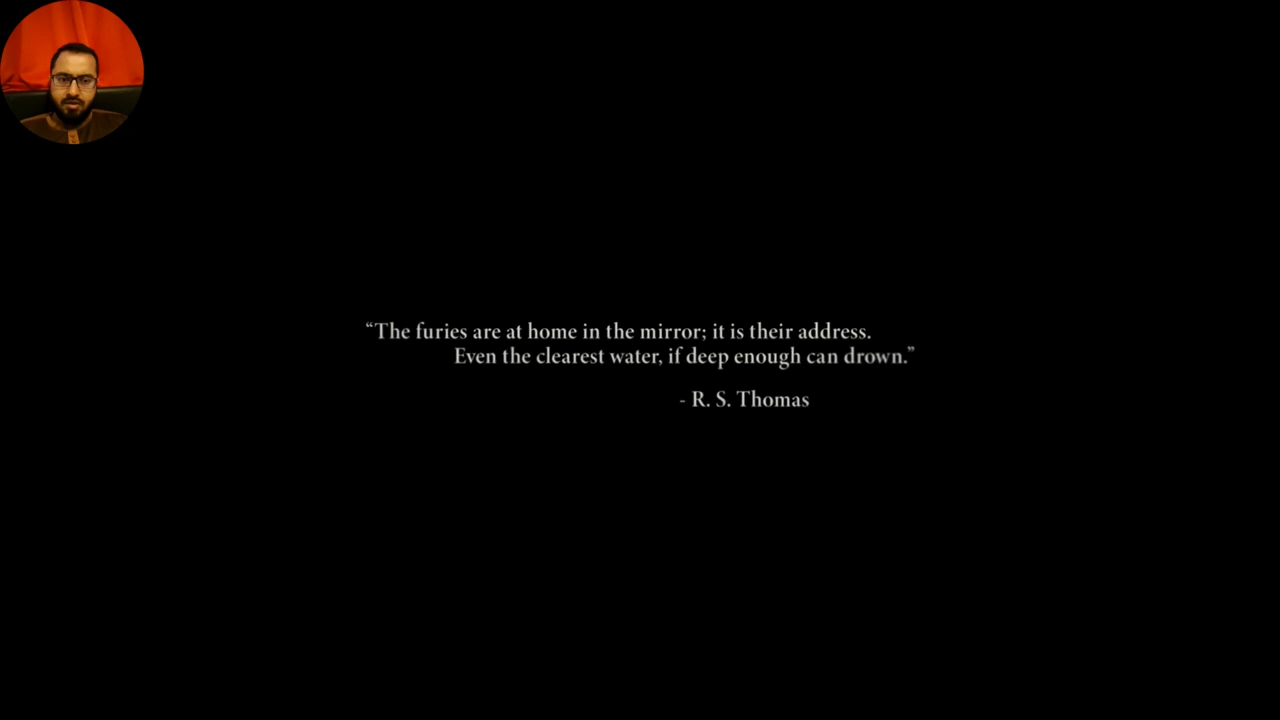 “The furies are at home in the mirror; it is their address.
Even the clearest water, if deep enough can drown.”
- R. S. Thomas